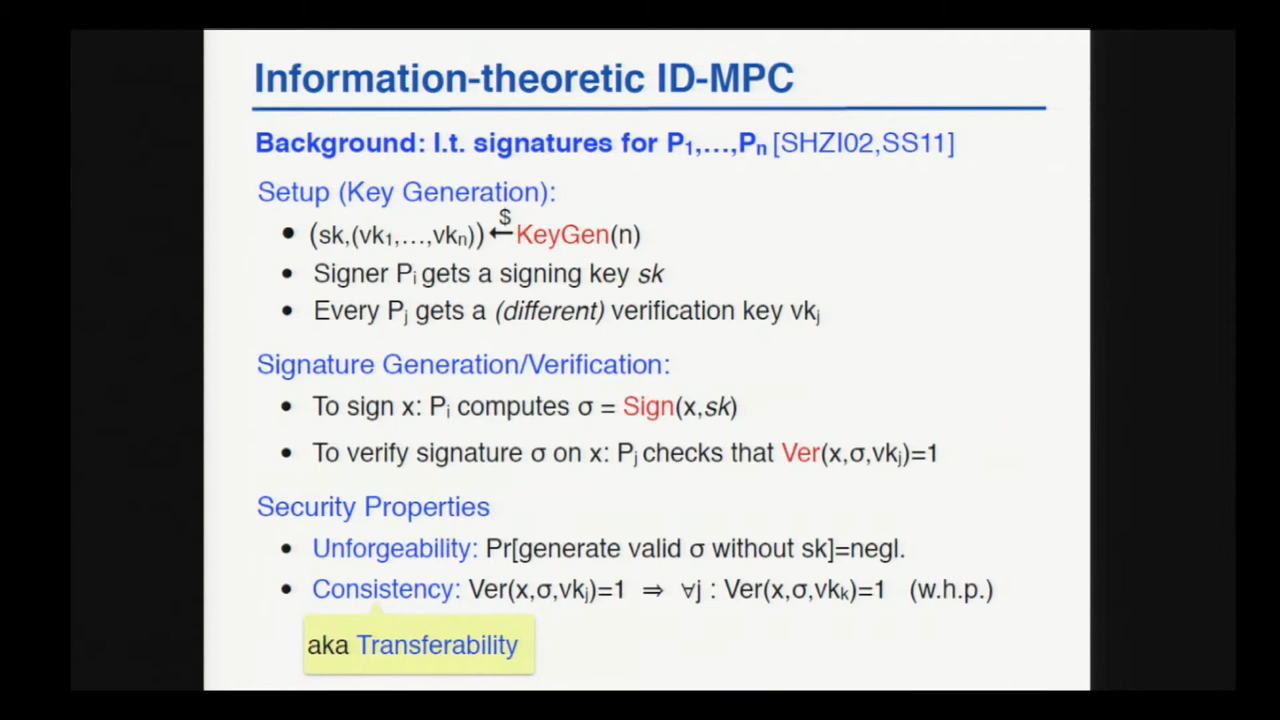 Information-theoretic ID-MPC
Background: I.t. signatures for P₁,...,Pₙ [SHZI02,SS11]
Setup (Key Generation):
• (sk,(vk₁,...,vkₙ)) $← KeyGen(n)
• Signer Pᵢ gets a signing key sk
• Every Pⱼ gets a (different) verification key vkⱼ
Signature Generation/Verification:
• To sign x: Pᵢ computes σ = Sign(x,sk)
• To verify signature σ on x: Pⱼ checks that Ver(x,σ,vkⱼ)=1
Security Properties
• Unforgeability: Pr[generate valid σ without sk]=negl.
• Consistency: Ver(x,σ,vkⱼ)=1 ⇒ ∀j : Ver(x,σ,vkₖ)=1 (w.h.p.)
aka Transferability